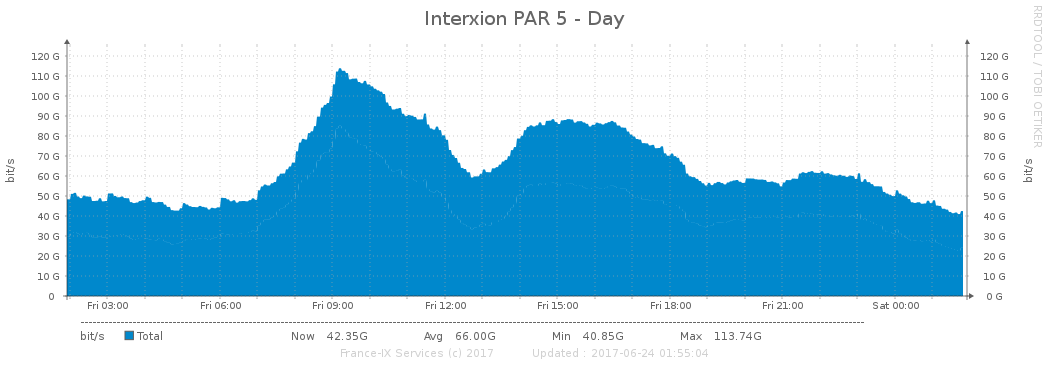 Interxion PAR 5 - Day
RRDTOOL / TOBI OETIKER
bit/s
120 G
110 G
100 G
90 G
80 G
70 G
60 G
50 G
40 G
30 G
20 G
10 G
0
120 G
110 G
100 G
90 G
80 G
70 G
60 G
50 G
40 G
30 G
20 G
10 G
0 G
bit/s
Fri 03:00 Fri 06:00 Fri 09:00 Fri 12:00 Fri 15:00 Fri 18:00 Fri 21:00 Sat 00:00
bit/s Total Now 42.35G Avg 66.00G Min 40.85G Max 113.74G
France-IX Services (c) 2017 Updated : 2017-06-24 01:55:04